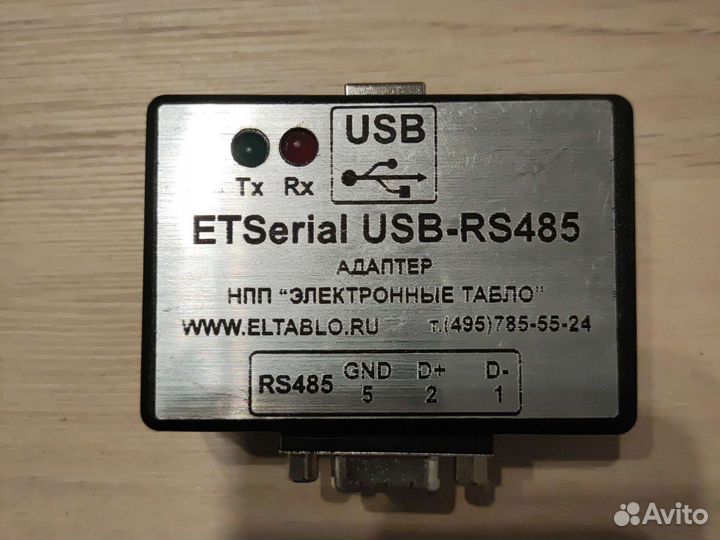 USB
Tx Rx
ETSerial USB-RS485
АДАПТЕР
НПП “ЭЛЕКТРОННЫЕ ТАБЛО”
WWW.ELTABLO.RU т.(495)785-55-24
RS485 GND D+ D-
5 2 1
Avito